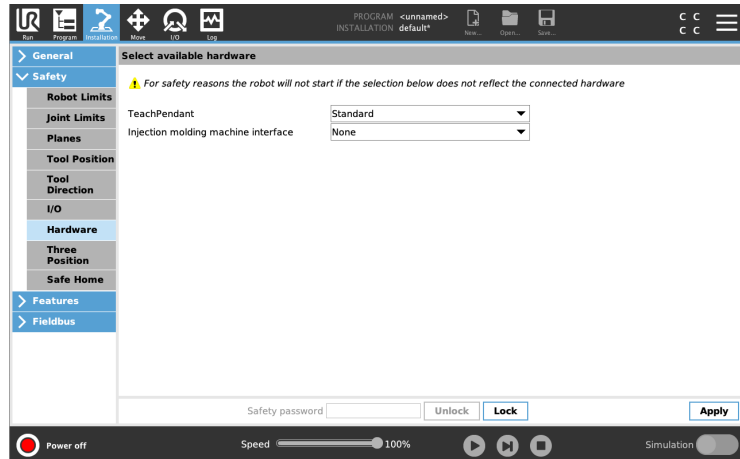 UR
Run
Program
Installation
Move
I/O
Log
PROGRAM <unnamed>
INSTALLATION default*
New...
Open...
Save...
C C
C C
General
Safety
Robot Limits
Joint Limits
Planes
Tool Position
Tool
Direction
I/O
Hardware
Three
Position
Safe Home
Features
Fieldbus
Select available hardware
For safety reasons the robot will not start if the selection below does not reflect the connected hardware
TeachPendant Standard
Injection molding machine interface None
Safety password Unlock Lock Apply
Power off Speed 100% Simulation